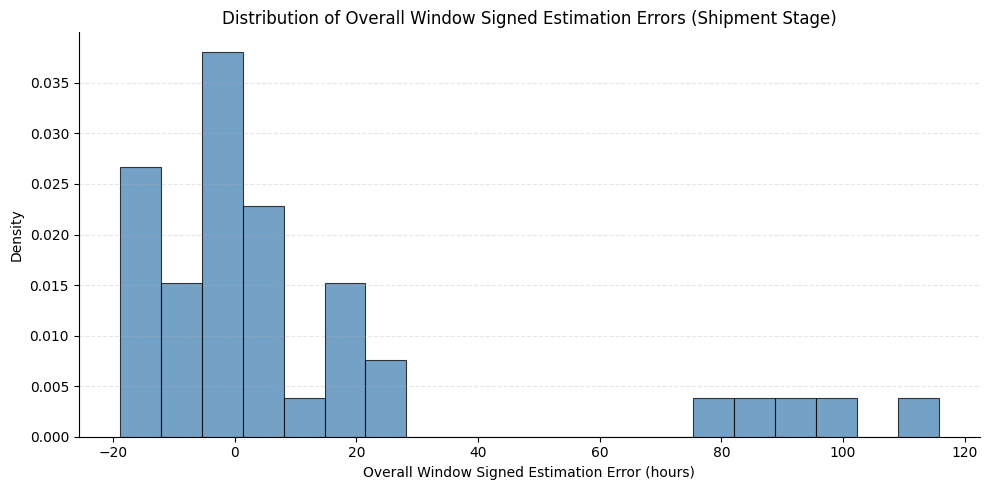 Distribution of Overall Window Signed Estimation Errors (Shipment Stage)
Density
0.035
0.030
0.025
0.020
0.015
0.010
0.005
0.000
−20 0 20 40 60 80 100 120
Overall Window Signed Estimation Error (hours)